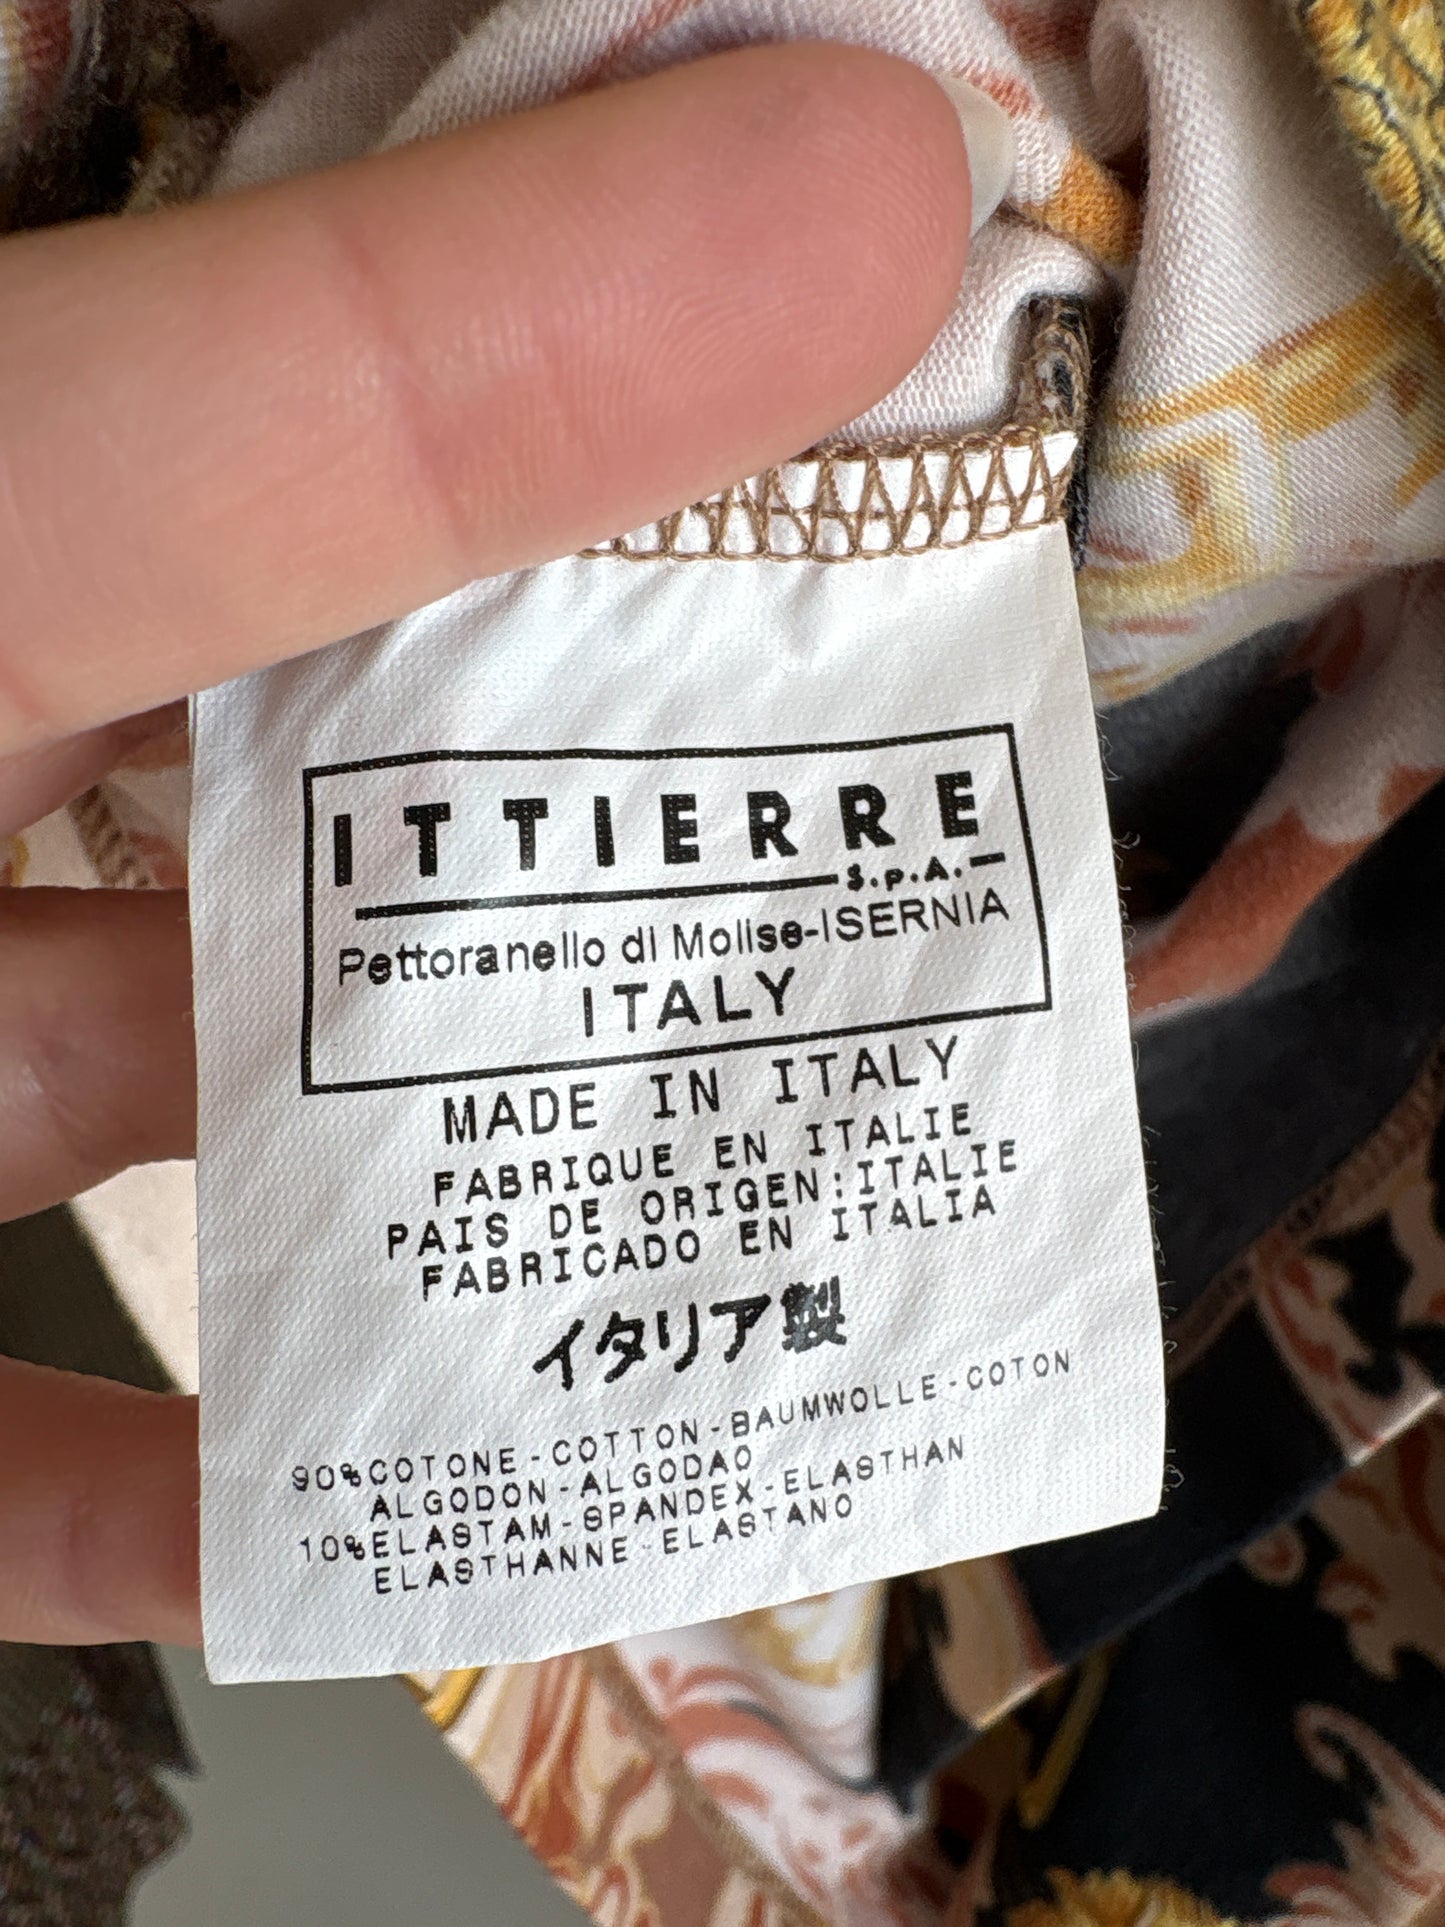 ITTIERRE
S.p.A.
Pettoranello di Molise-ISERNIA
ITALY
MADE IN ITALY
FABRIQUE EN ITALIE
PAIS DE ORIGEN:ITALIE
FABRICADO EN ITALIA
イタリア製
90%COTONE-COTTON-BAUMWOLLE-COTON
ALGODON-ALGODAO
10%ELASTAM-SPANDEX-ELASTHAN
ELASTHANNE-ELASTANO